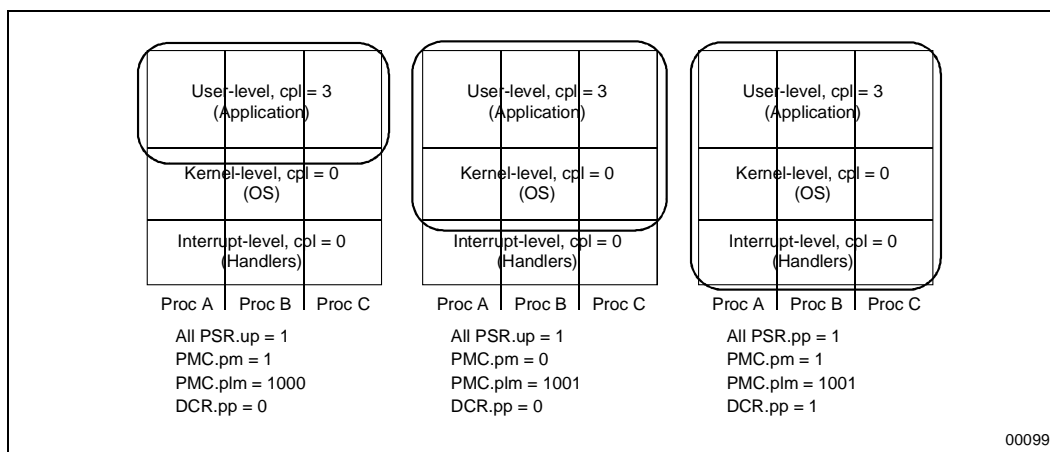 User-level, cpl = 3
(Application)
Kernel-level, cpl = 0
(OS)
Interrupt-level, cpl = 0
(Handlers)
Proc A Proc B Proc C
All PSR.up = 1
PMC.pm = 1
PMC.plm = 1000
DCR.pp = 0
User-level, cpl = 3
(Application)
Kernel-level, cpl = 0
(OS)
Interrupt-level, cpl = 0
(Handlers)
Proc A Proc B Proc C
All PSR.up = 1
PMC.pm = 0
PMC.plm = 1001
DCR.pp = 0
User-level, cpl = 3
(Application)
Kernel-level, cpl = 0
(OS)
Interrupt-level, cpl = 0
(Handlers)
Proc A Proc B Proc C
All PSR.pp = 1
PMC.pm = 1
PMC.plm = 1001
DCR.pp = 1
00099